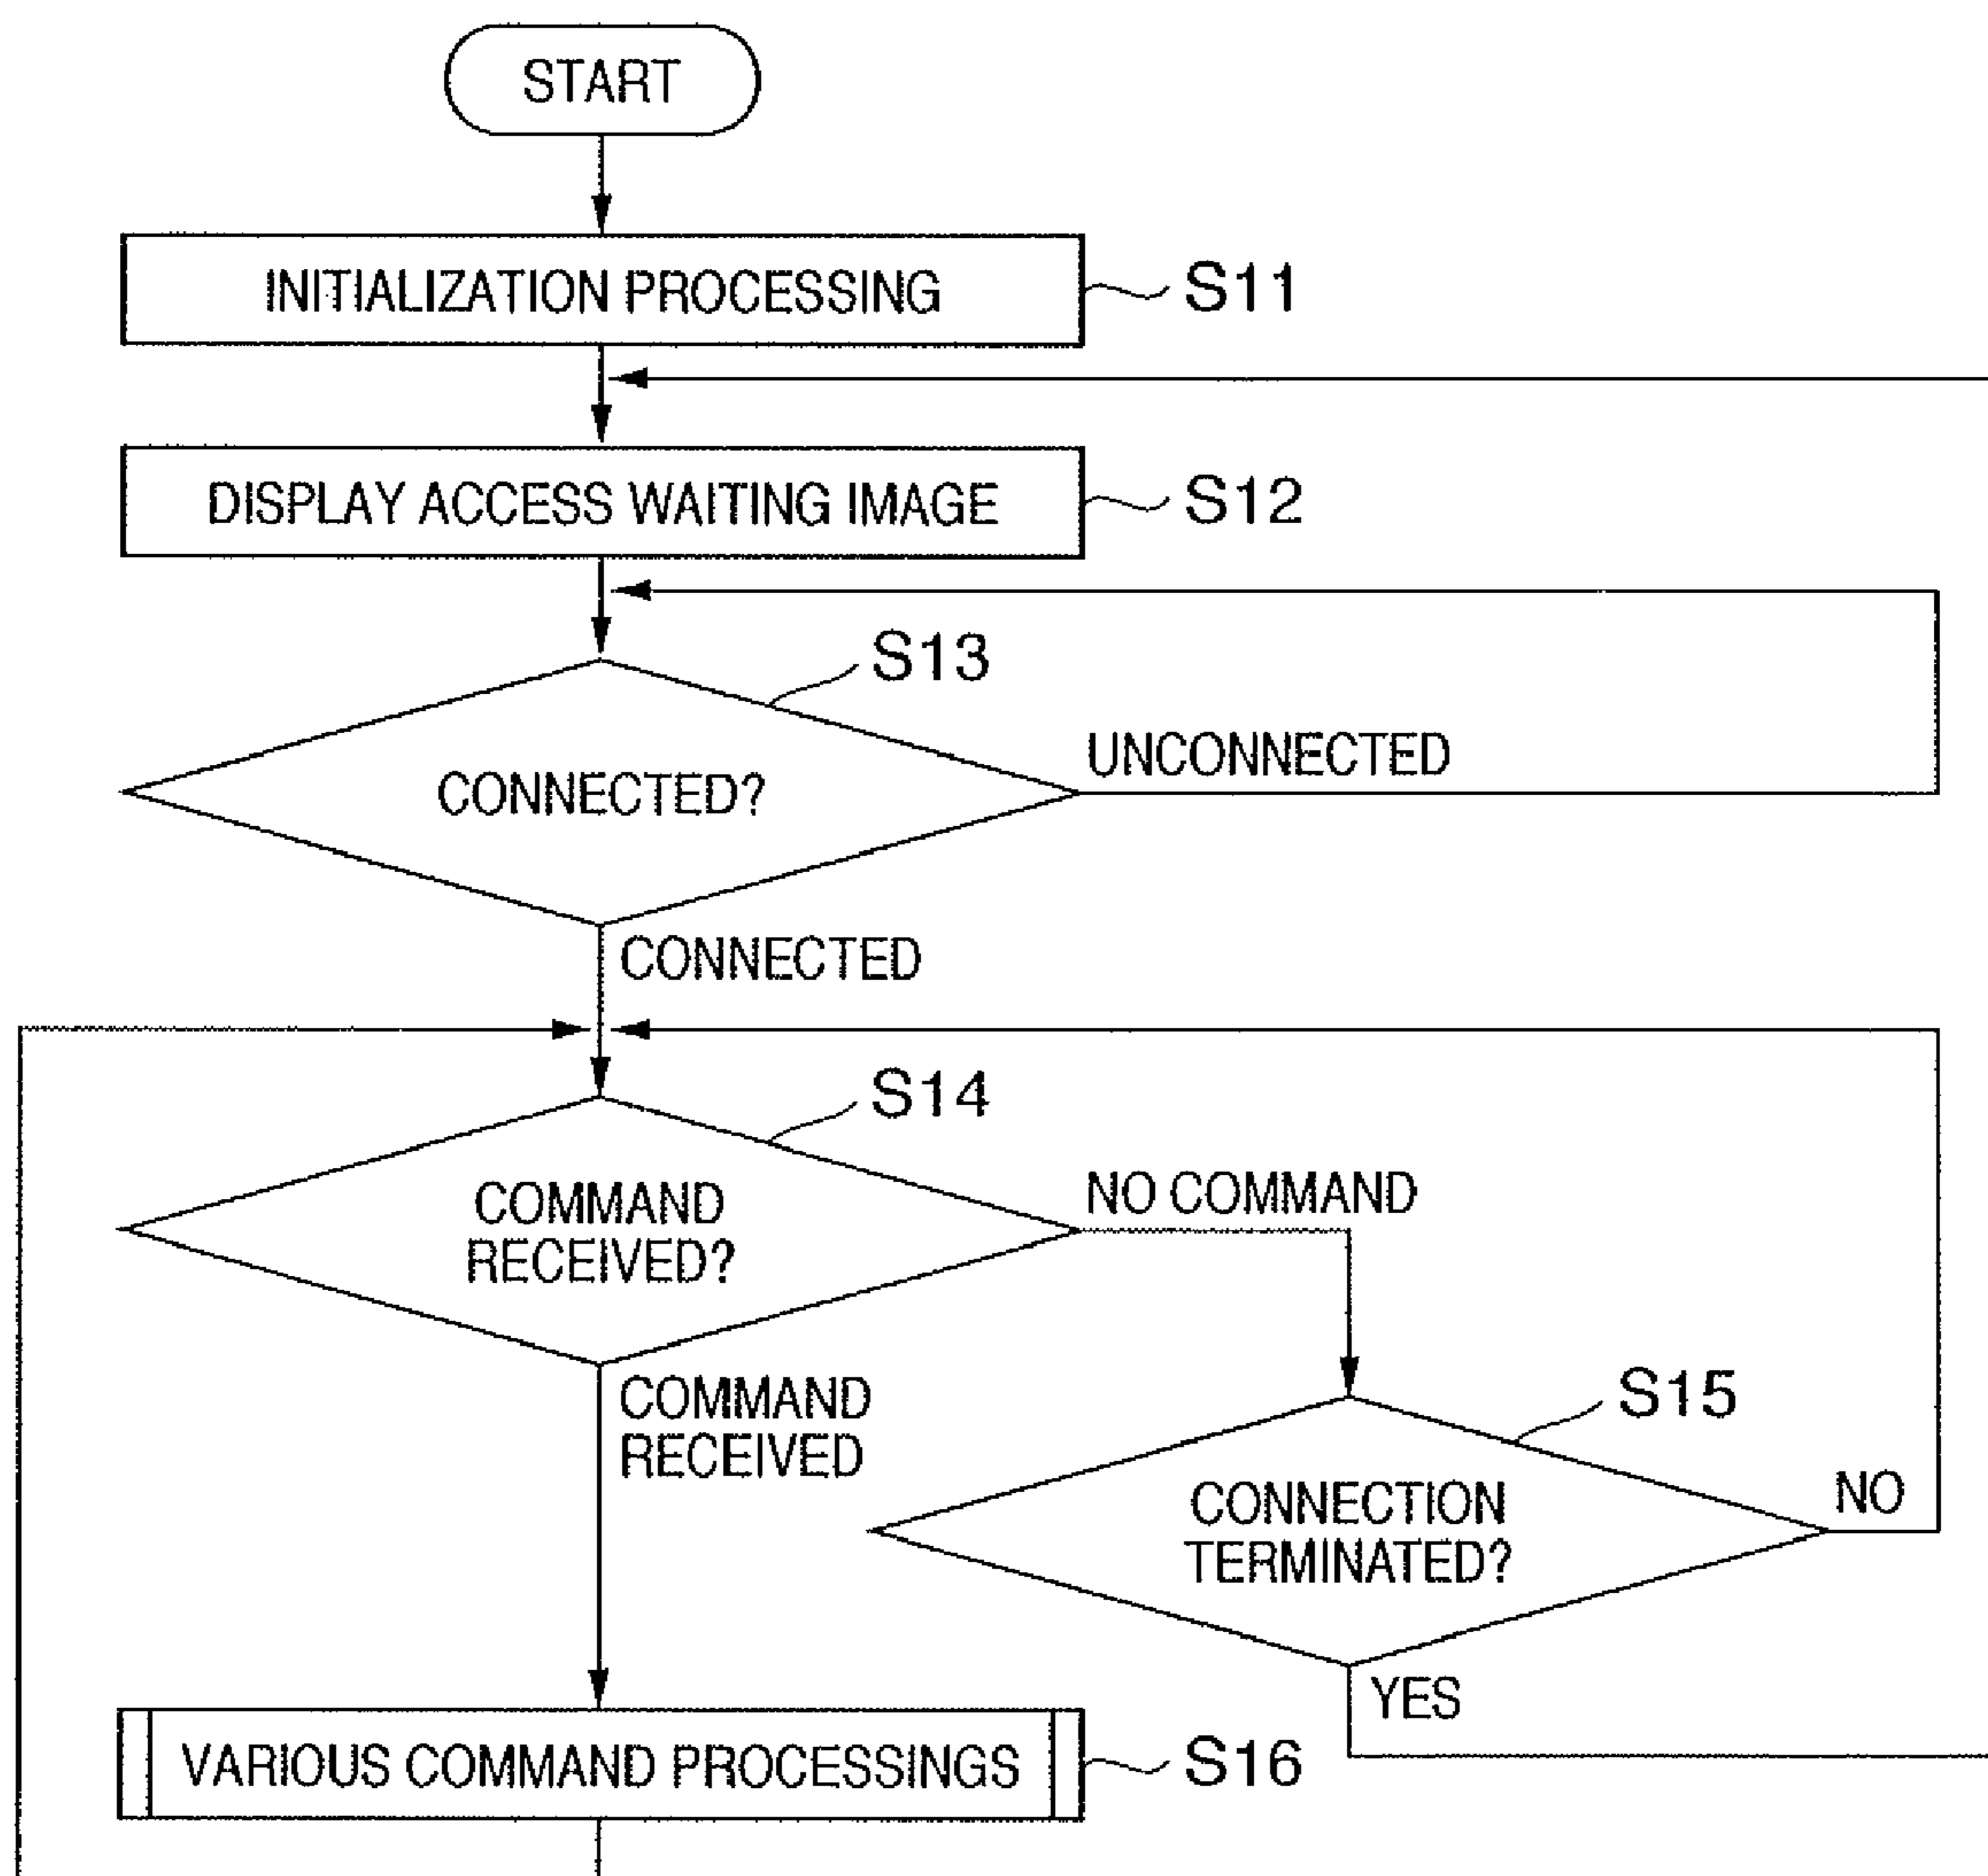 START
INITIALIZATION PROCESSING
S11
DISPLAY ACCESS WAITING IMAGE
S12
S13
CONNECTED?
UNCONNECTED
CONNECTED
S14
COMMAND
RECEIVED?
NO COMMAND
COMMAND
RECEIVED
S15
CONNECTION
TERMINATED?
NO
YES
VARIOUS COMMAND PROCESSINGS
S16